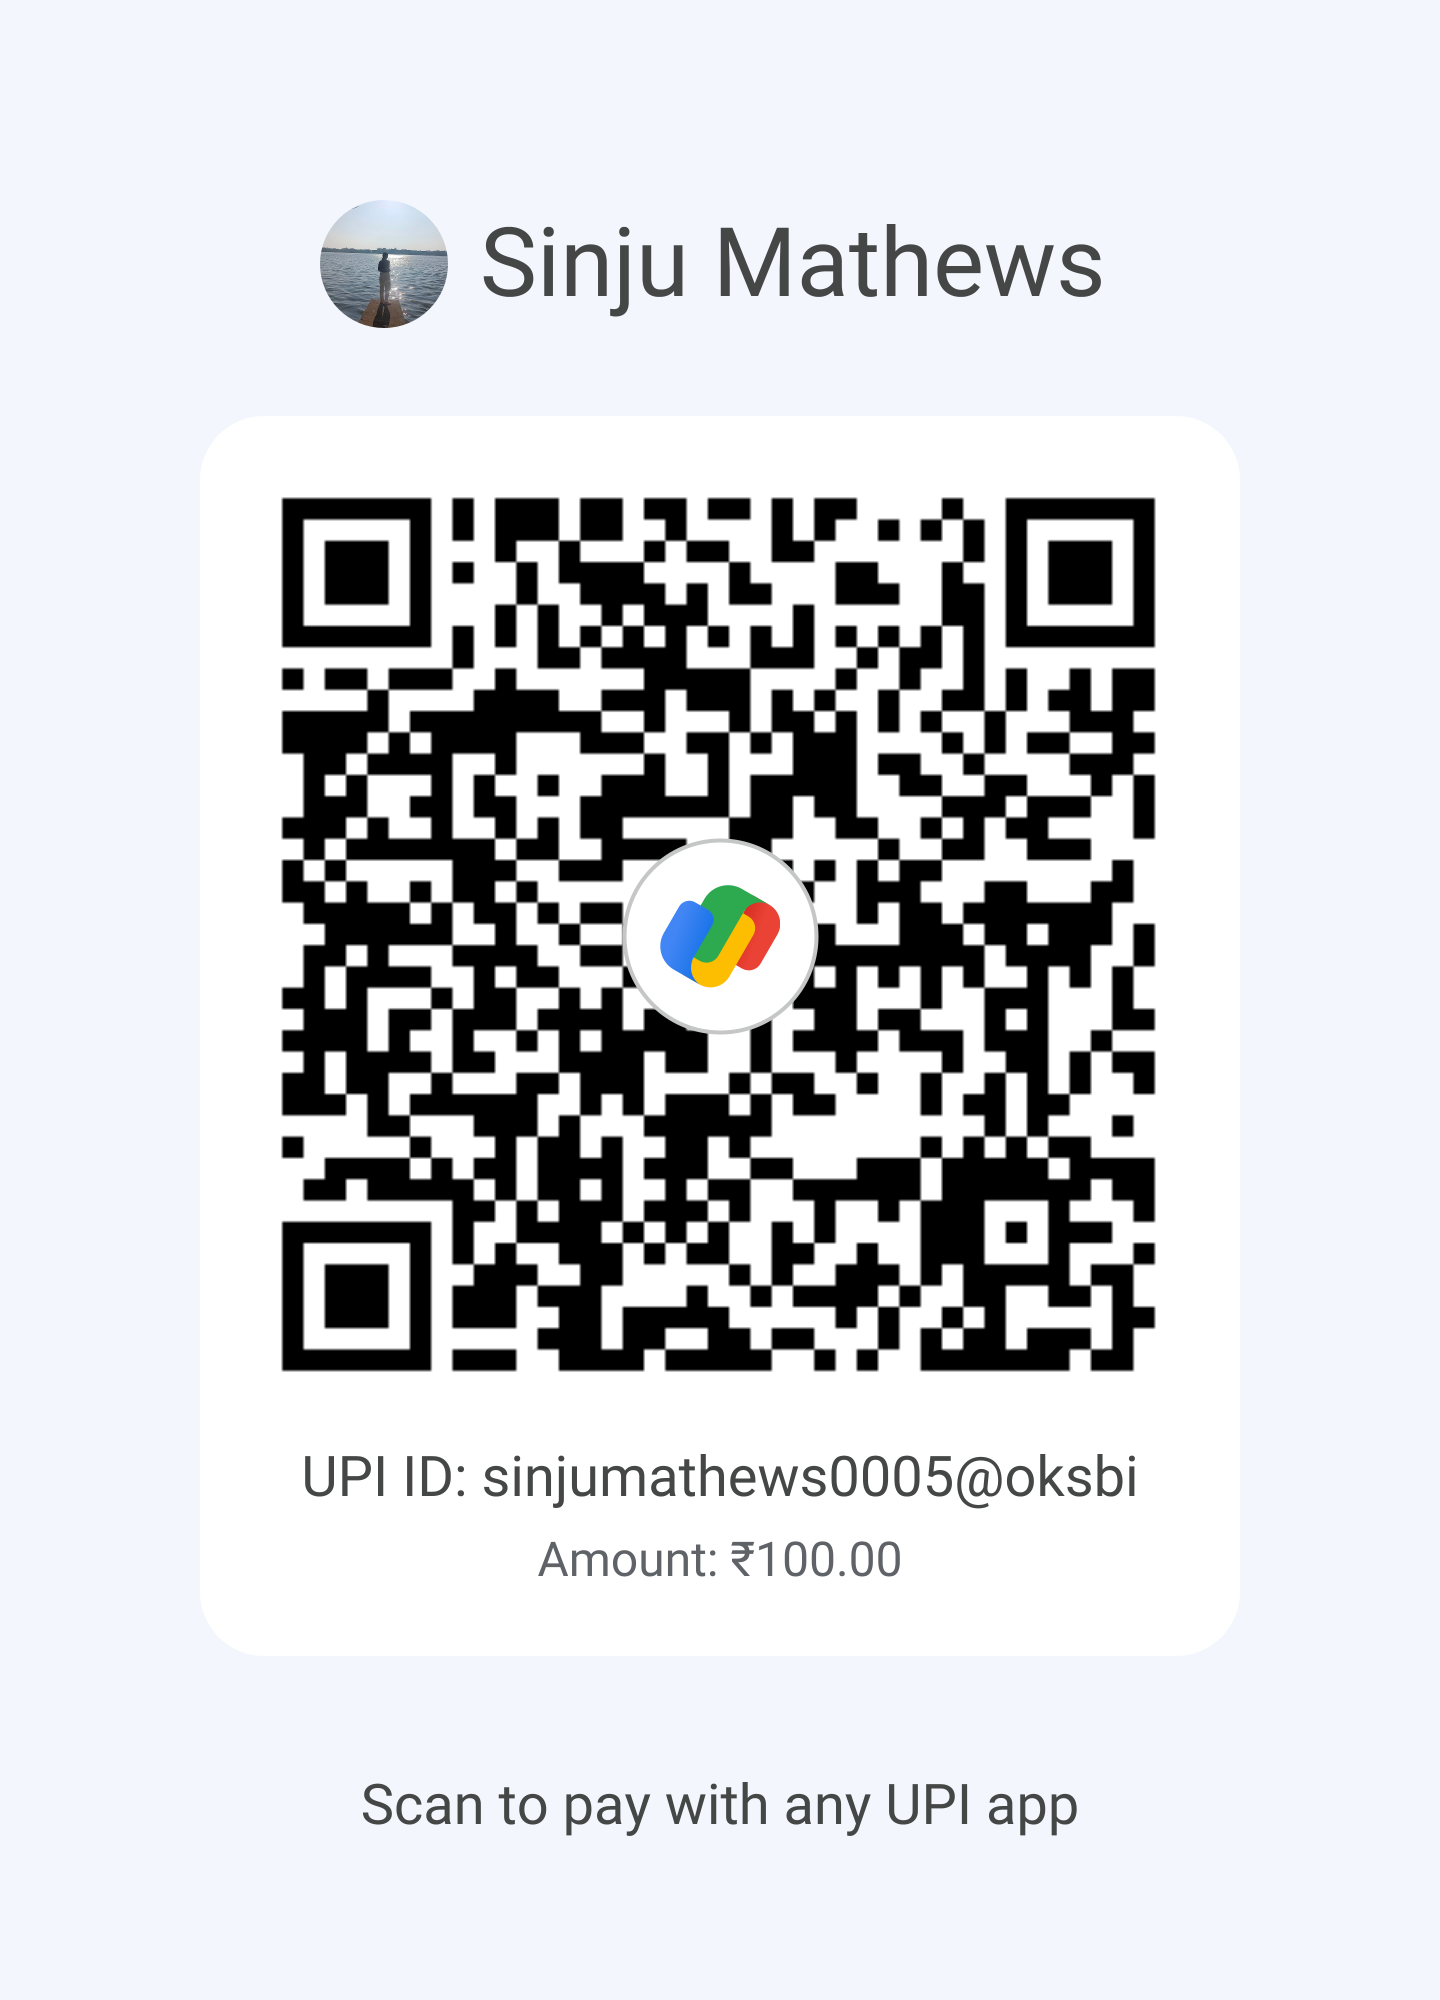 Sinju Mathews
UPI ID: sinjumathews0005@oksbi
Amount: ₹100.00
Scan to pay with any UPI app